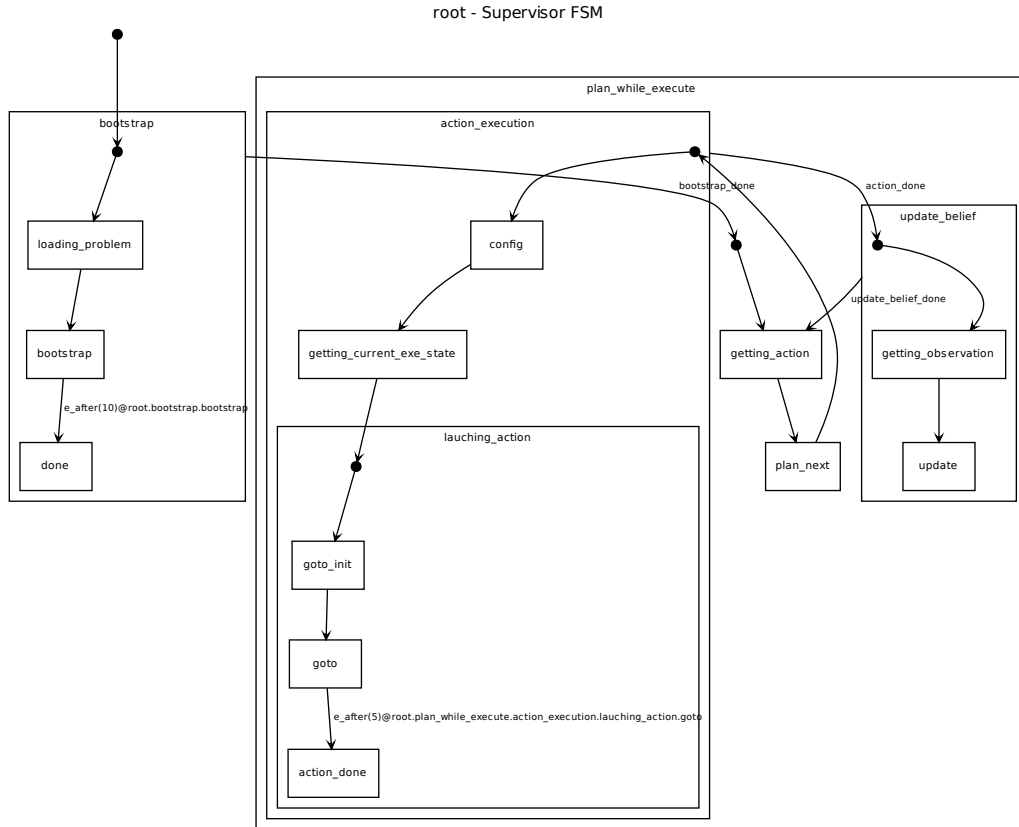 root - Supervisor FSM
plan_while_execute
bootstrap
action_execution
bootstrap_done
action_done
update_belief
loading_problem
config
update_belief_done
bootstrap
getting_current_exe_state
getting_action
getting_observation
e_after(10)@root.bootstrap.bootstrap
lauching_action
done
plan_next
update
goto_init
goto
e_after(5)@root.plan_while_execute.action_execution.lauching_action.goto
action_done